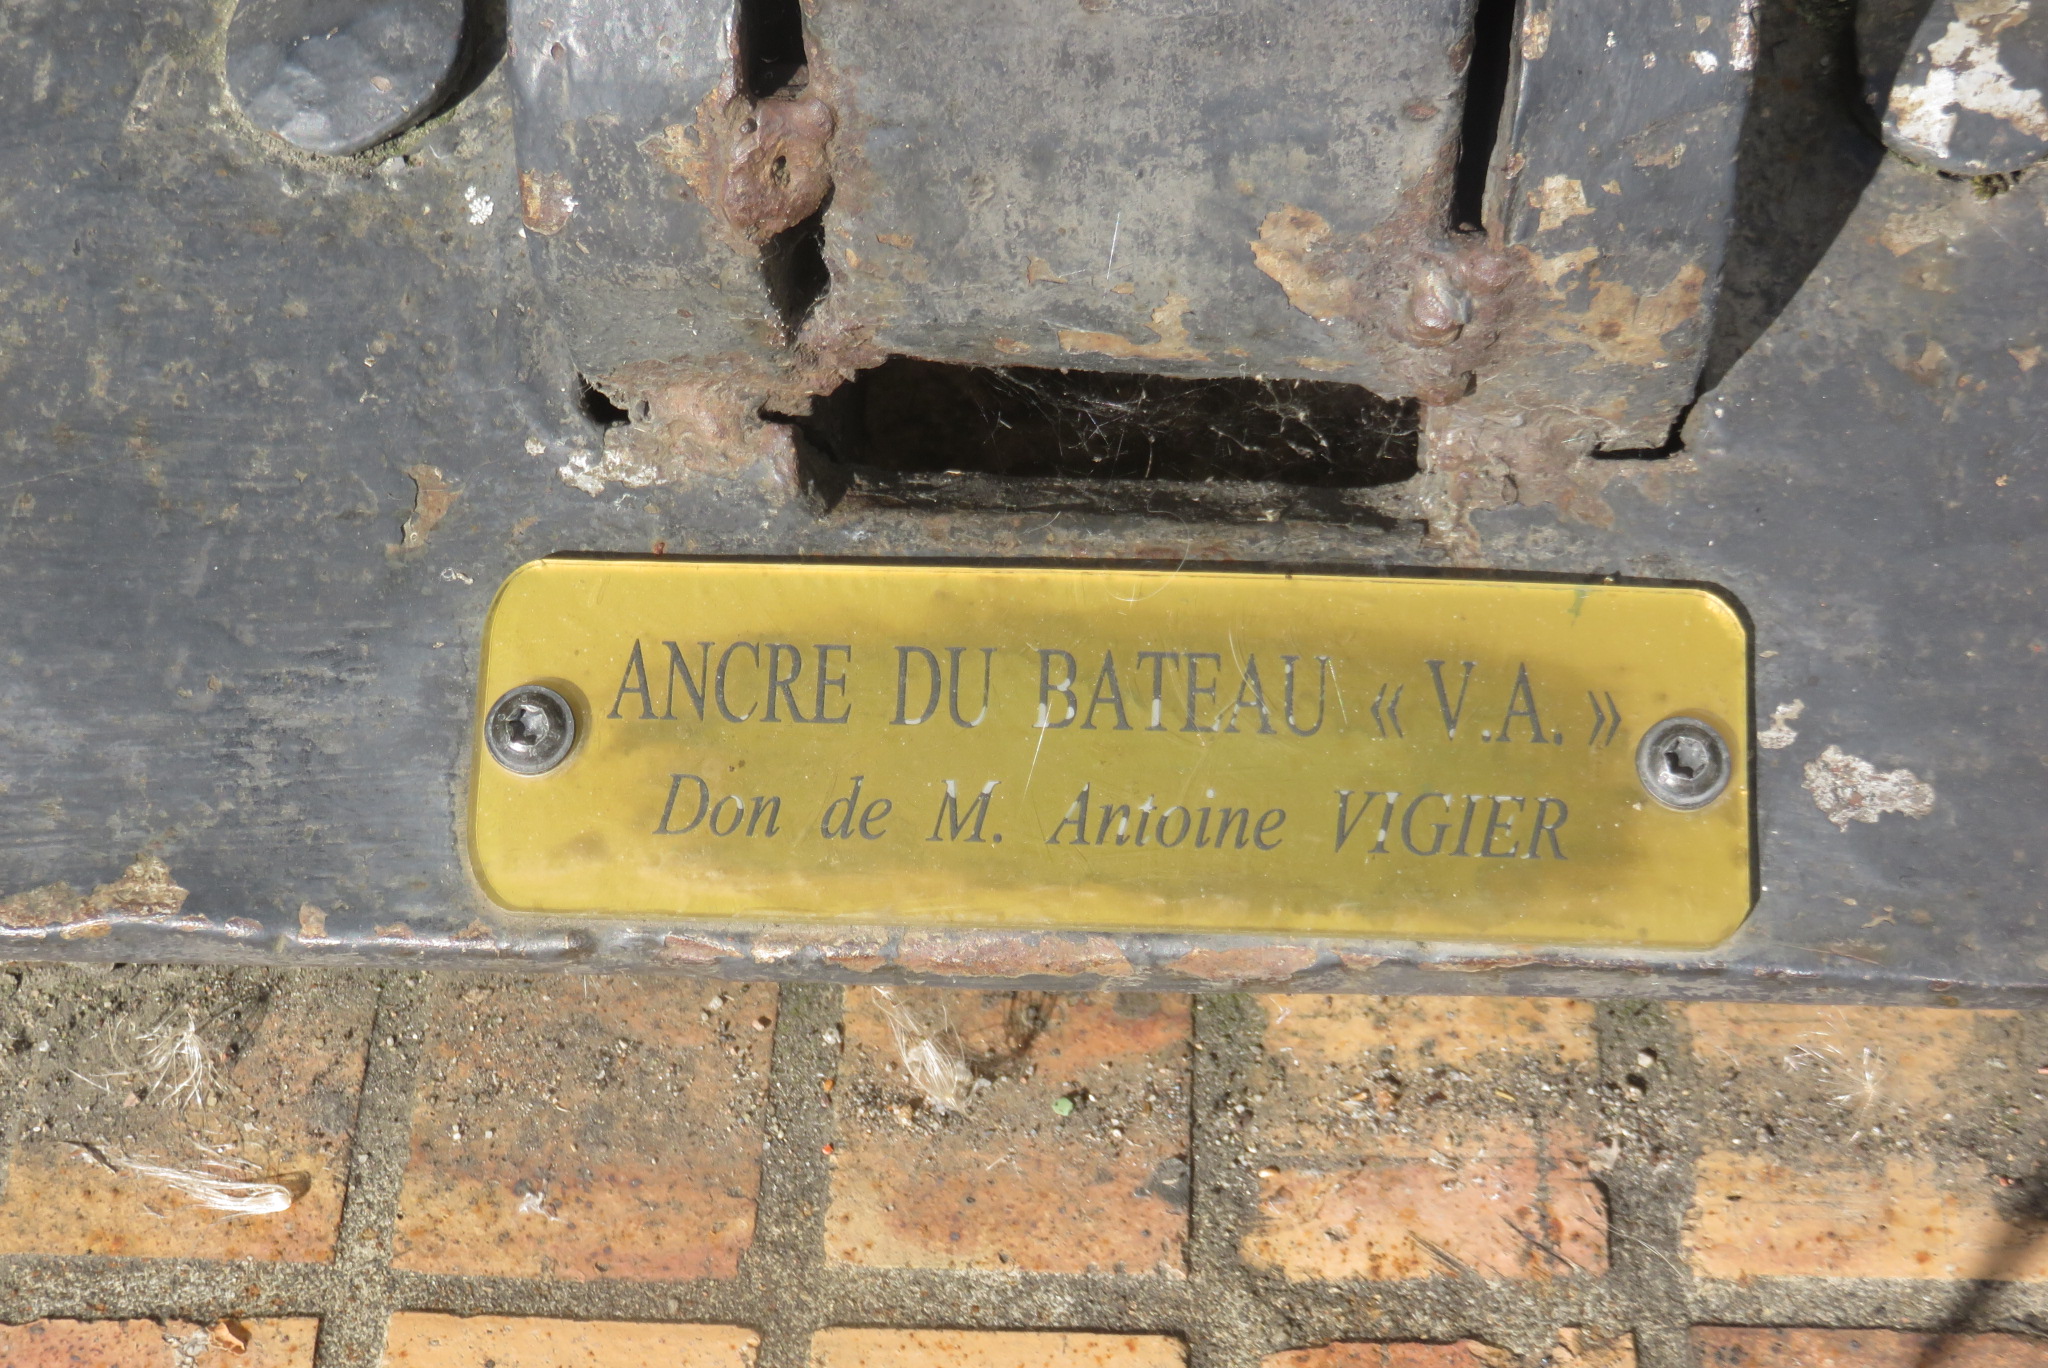 ANCRE DU BATEAU « V.A. »
Don de M. Antoine VIGIER